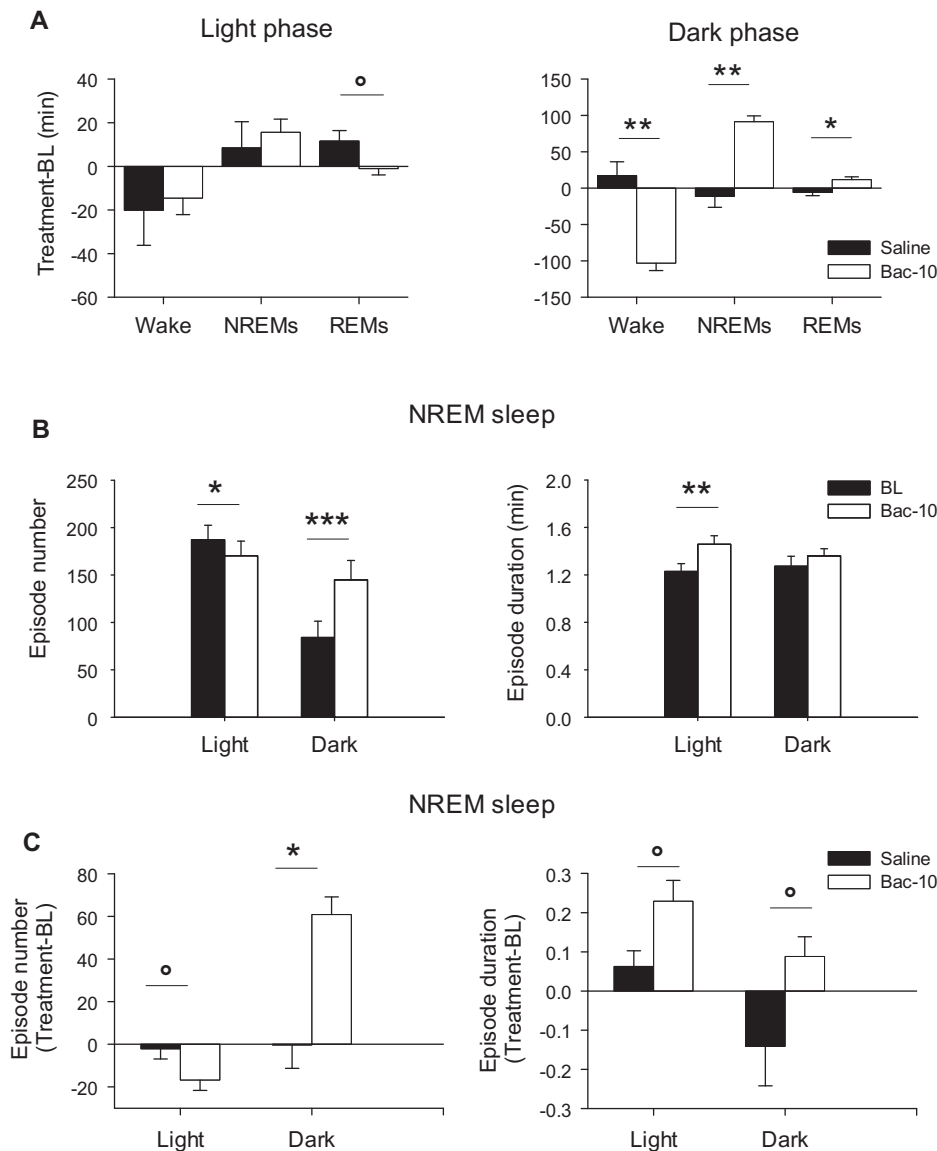 A
Light phase
Dark phase
Treatment-BL (min)
40
20
0
-20
-40
-60
°
Wake
NREMs
REMs
100
50
0
-50
-100
-150
150
**
**
*
Saline
Bac-10
Wake
NREMs
REMs
NREM sleep
B
Episode number
250
200
150
100
50
0
*
***
Light
Dark
Episode duration (min)
2.0
1.6
1.2
0.8
0.4
0.0
**
BL
Bac-10
Light
Dark
NREM sleep
C
Episode number
(Treatment-BL)
80
60
40
20
0
-20
°
*
Light
Dark
Episode duration
(Treatment-BL)
0.3
0.2
0.1
0.0
-0.1
-0.2
-0.3
°
°
Saline
Bac-10
Light
Dark